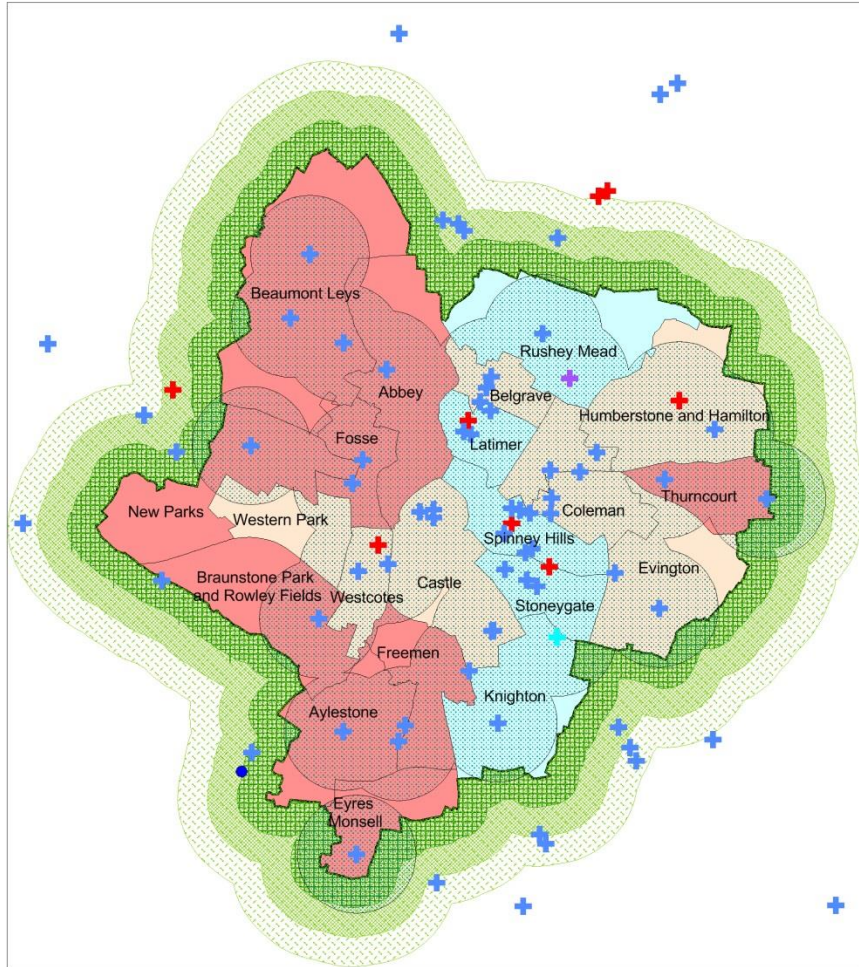 Beaumont Leys
Rushey Mead
Abbey
Belgrave
Humberstone and Hamilton
Fosse
Latimer
Thurncourt
New Parks
Western Park
Coleman
Spinney Hills
Evington
Braunstone Park
and Rowley Fields
Westcotes
Castle
Stoneygate
Freemen
Knighton
Aylestone
Eyres
Monsell